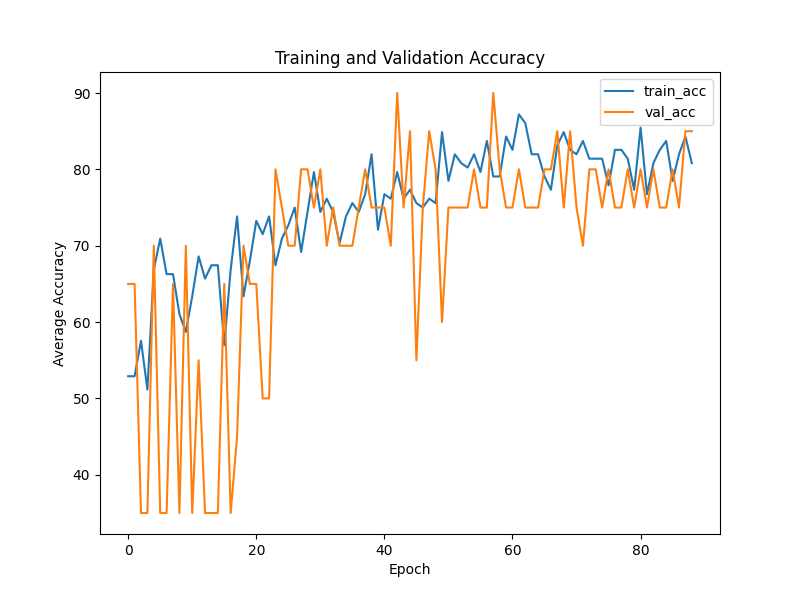 Training and Validation Accuracy
train_acc
val_acc
90
80
70
60
50
40
Average Accuracy
0 20 40 60 80
Epoch